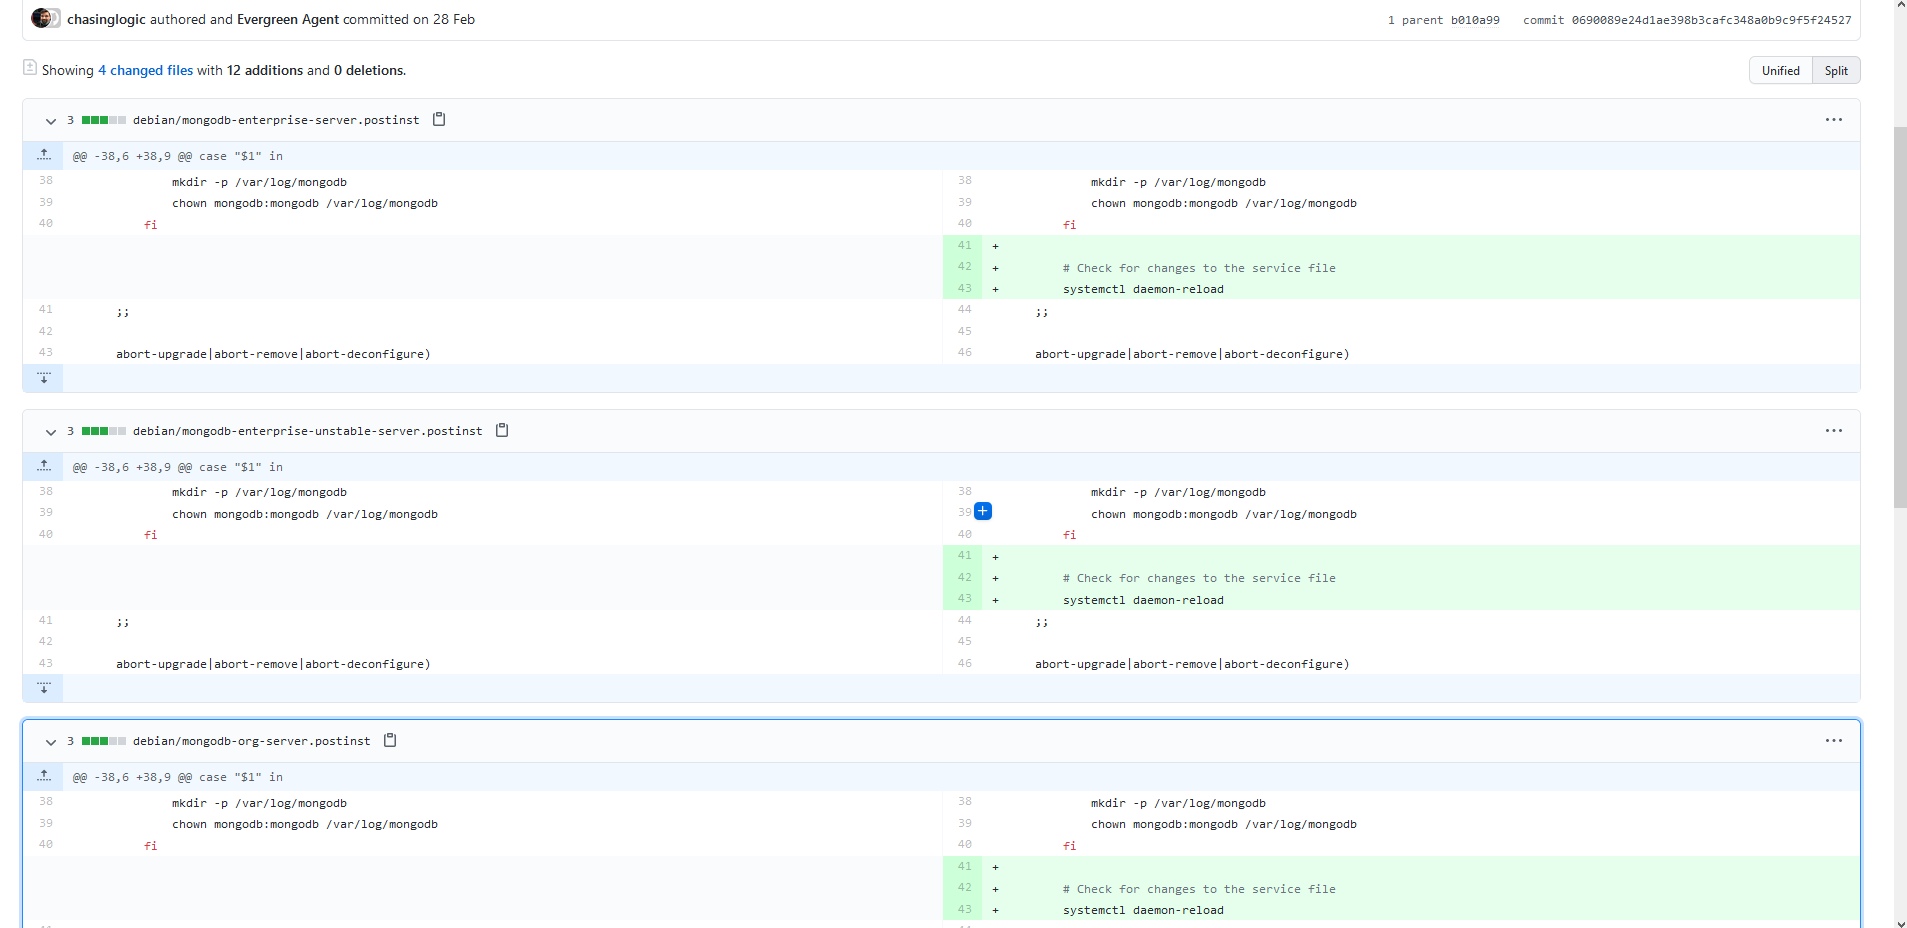 chasinglogic authored and Evergreen Agent committed on 28 Feb 1 parent b010a99 commit 0690089e24d1ae398b3cafc348a0b9c9f5f24527
Showing 4 changed files with 12 additions and 0 deletions. Unified Split
3 debian/mongodb-enterprise-server.postinst
@@ -38,6 +38,9 @@ case "$1" in
38 mkdir -p /var/log/mongodb 38 mkdir -p /var/log/mongodb
39 chown mongodb:mongodb /var/log/mongodb 39 chown mongodb:mongodb /var/log/mongodb
40 fi 40 fi
41 +
42 + # Check for changes to the service file
43 + systemctl daemon-reload
41 ;; 44 ;;
42 45
43 abort-upgrade|abort-remove|abort-deconfigure) 46 abort-upgrade|abort-remove|abort-deconfigure)
3 debian/mongodb-enterprise-unstable-server.postinst
@@ -38,6 +38,9 @@ case "$1" in
38 mkdir -p /var/log/mongodb 38 mkdir -p /var/log/mongodb
39 chown mongodb:mongodb /var/log/mongodb 39 + chown mongodb:mongodb /var/log/mongodb
40 fi 40 fi
41 +
42 + # Check for changes to the service file
43 + systemctl daemon-reload
41 ;; 44 ;;
42 45
43 abort-upgrade|abort-remove|abort-deconfigure) 46 abort-upgrade|abort-remove|abort-deconfigure)
3 debian/mongodb-org-server.postinst
@@ -38,6 +38,9 @@ case "$1" in
38 mkdir -p /var/log/mongodb 38 mkdir -p /var/log/mongodb
39 chown mongodb:mongodb /var/log/mongodb 39 chown mongodb:mongodb /var/log/mongodb
40 fi 40 fi
41 +
42 + # Check for changes to the service file
43 + systemctl daemon-reload